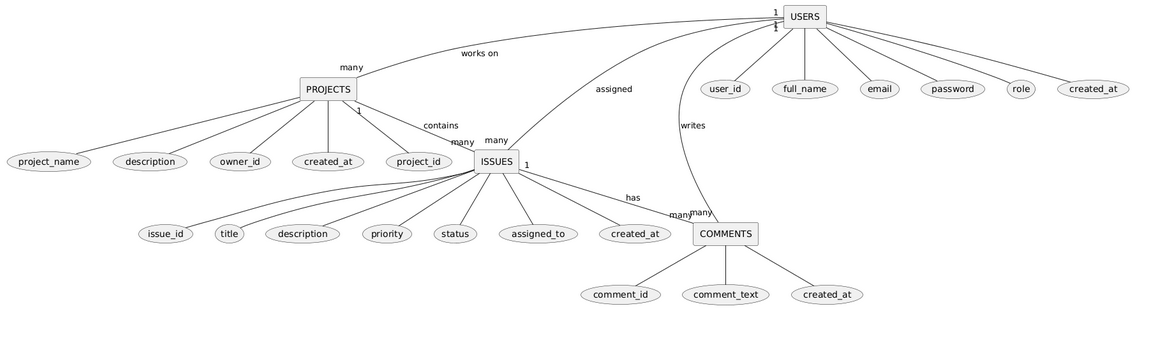 1
USERS
1
1
works on
many
PROJECTS
user_id
full_name
email
password
role
created_at
assigned
1
contains
writes
many
many
project_name
description
owner_id
created_at
project_id
ISSUES
1
has
many
many
issue_id
title
description
priority
status
assigned_to
created_at
COMMENTS
comment_id
comment_text
created_at